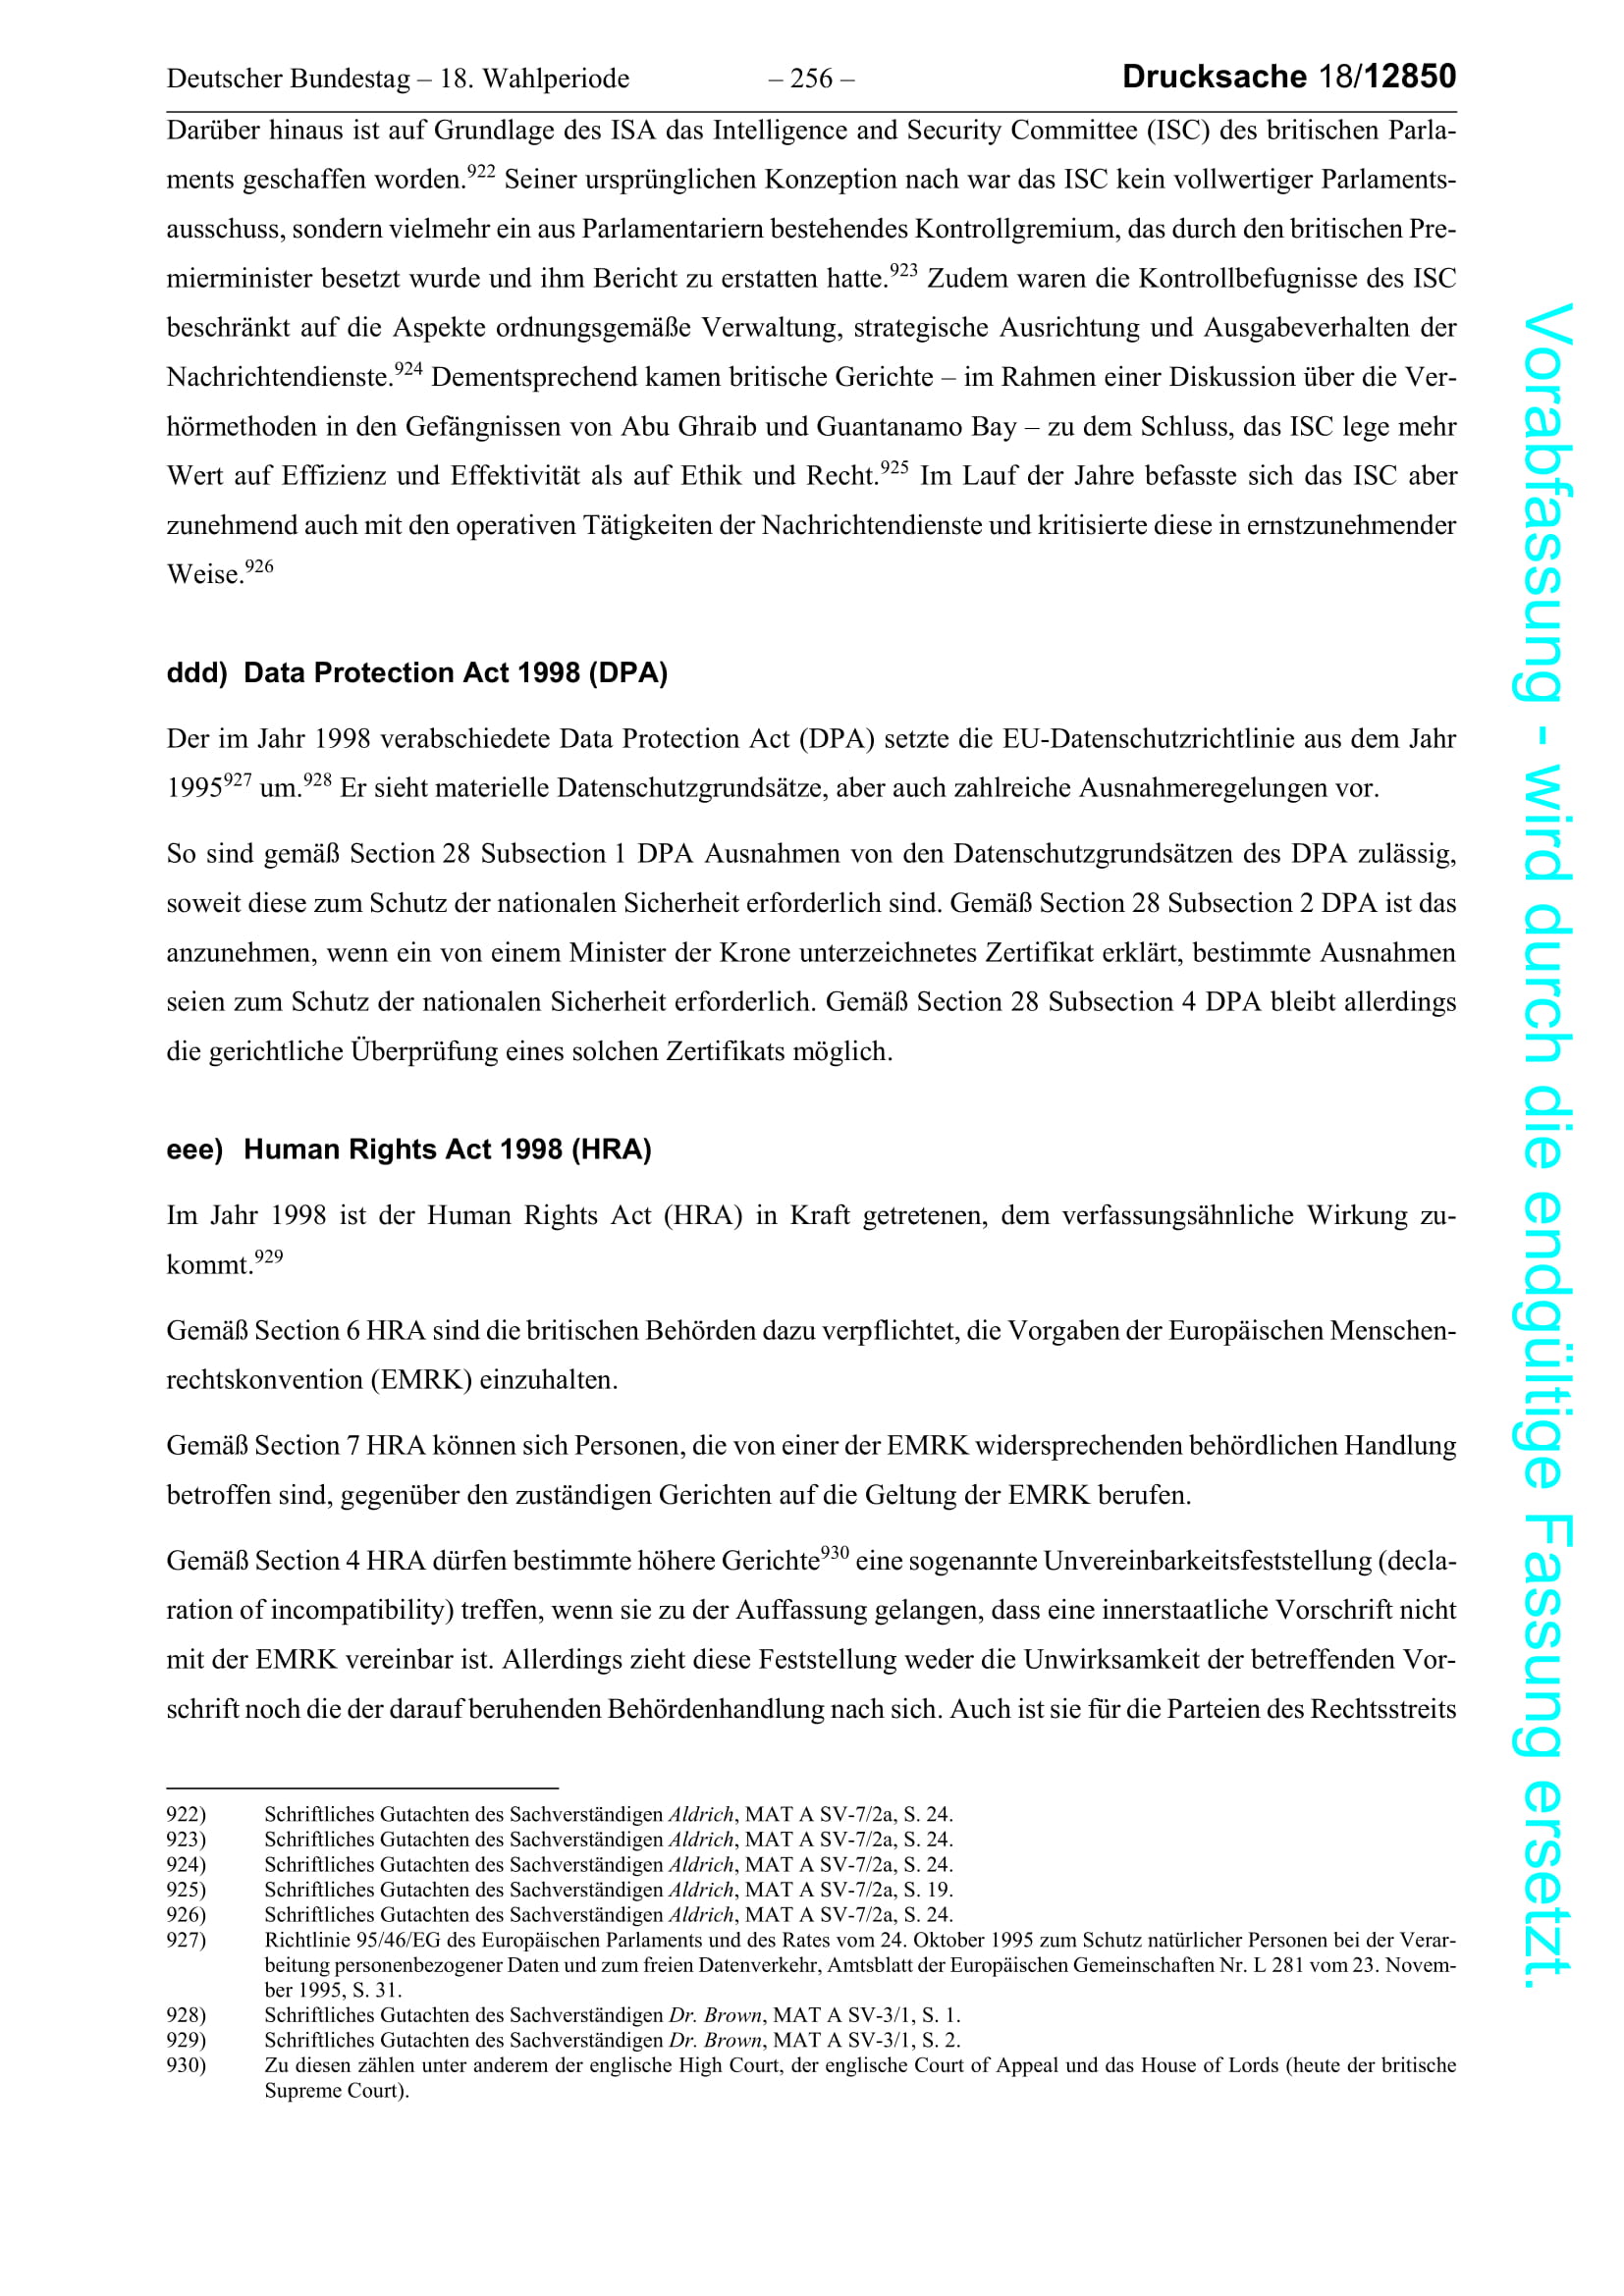 Deutscher Bundestag – 18. Wahlperiode – 256 – Drucksache 18/12850
Darüber hinaus ist auf Grundlage des ISA das Intelligence and Security Committee (ISC) des britischen Parla-
ments geschaffen worden.922 Seiner ursprünglichen Konzeption nach war das ISC kein vollwertiger Parlaments-
ausschuss, sondern vielmehr ein aus Parlamentariern bestehendes Kontrollgremium, das durch den britischen Pre-
mierminister besetzt wurde und ihm Bericht zu erstatten hatte.923 Zudem waren die Kontrollbefugnisse des ISC
beschränkt auf die Aspekte ordnungsgemäße Verwaltung, strategische Ausrichtung und Ausgabeverhalten der
Nachrichtendienste.924 Dementsprechend kamen britische Gerichte – im Rahmen einer Diskussion über die Ver-
hörmethoden in den Gefängnissen von Abu Ghraib und Guantanamo Bay – zu dem Schluss, das ISC lege mehr
Wert auf Effizienz und Effektivität als auf Ethik und Recht.925 Im Lauf der Jahre befasste sich das ISC aber
zunehmend auch mit den operativen Tätigkeiten der Nachrichtendienste und kritisierte diese in ernstzunehmender
Weise.926
ddd) Data Protection Act 1998 (DPA)
Der im Jahr 1998 verabschiedete Data Protection Act (DPA) setzte die EU-Datenschutzrichtlinie aus dem Jahr
1995927 um.928 Er sieht materielle Datenschutzgrundsätze, aber auch zahlreiche Ausnahmeregelungen vor.
So sind gemäß Section 28 Subsection 1 DPA Ausnahmen von den Datenschutzgrundsätzen des DPA zulässig,
soweit diese zum Schutz der nationalen Sicherheit erforderlich sind. Gemäß Section 28 Subsection 2 DPA ist das
anzunehmen, wenn ein von einem Minister der Krone unterzeichnetes Zertifikat erklärt, bestimmte Ausnahmen
seien zum Schutz der nationalen Sicherheit erforderlich. Gemäß Section 28 Subsection 4 DPA bleibt allerdings
die gerichtliche Überprüfung eines solchen Zertifikats möglich.
eee) Human Rights Act 1998 (HRA)
Im Jahr 1998 ist der Human Rights Act (HRA) in Kraft getretenen, dem verfassungsähnliche Wirkung zu-
kommt.929
Gemäß Section 6 HRA sind die britischen Behörden dazu verpflichtet, die Vorgaben der Europäischen Menschen-
rechtskonvention (EMRK) einzuhalten.
Gemäß Section 7 HRA können sich Personen, die von einer der EMRK widersprechenden behördlichen Handlung
betroffen sind, gegenüber den zuständigen Gerichten auf die Geltung der EMRK berufen.
Gemäß Section 4 HRA dürfen bestimmte höhere Gerichte930 eine sogenannte Unvereinbarkeitsfeststellung (decla-
ration of incompatibility) treffen, wenn sie zu der Auffassung gelangen, dass eine innerstaatliche Vorschrift nicht
mit der EMRK vereinbar ist. Allerdings zieht diese Feststellung weder die Unwirksamkeit der betreffenden Vor-
schrift noch die der darauf beruhenden Behördenhandlung nach sich. Auch ist sie für die Parteien des Rechtsstreits
922) Schriftliches Gutachten des Sachverständigen Aldrich, MAT A SV-7/2a, S. 24.
923) Schriftliches Gutachten des Sachverständigen Aldrich, MAT A SV-7/2a, S. 24.
924) Schriftliches Gutachten des Sachverständigen Aldrich, MAT A SV-7/2a, S. 24.
925) Schriftliches Gutachten des Sachverständigen Aldrich, MAT A SV-7/2a, S. 19.
926) Schriftliches Gutachten des Sachverständigen Aldrich, MAT A SV-7/2a, S. 24.
927) Richtlinie 95/46/EG des Europäischen Parlaments und des Rates vom 24. Oktober 1995 zum Schutz natürlicher Personen bei der Verar-
beitung personenbezogener Daten und zum freien Datenverkehr, Amtsblatt der Europäischen Gemeinschaften Nr. L 281 vom 23. Novem-
ber 1995, S. 31.
928) Schriftliches Gutachten des Sachverständigen Dr. Brown, MAT A SV-3/1, S. 1.
929) Schriftliches Gutachten des Sachverständigen Dr. Brown, MAT A SV-3/1, S. 2.
930) Zu diesen zählen unter anderem der englische High Court, der englische Court of Appeal und das House of Lords (heute der britische
Supreme Court).
Vorabfassung - wird durch die endgültige Fassung ersetzt.